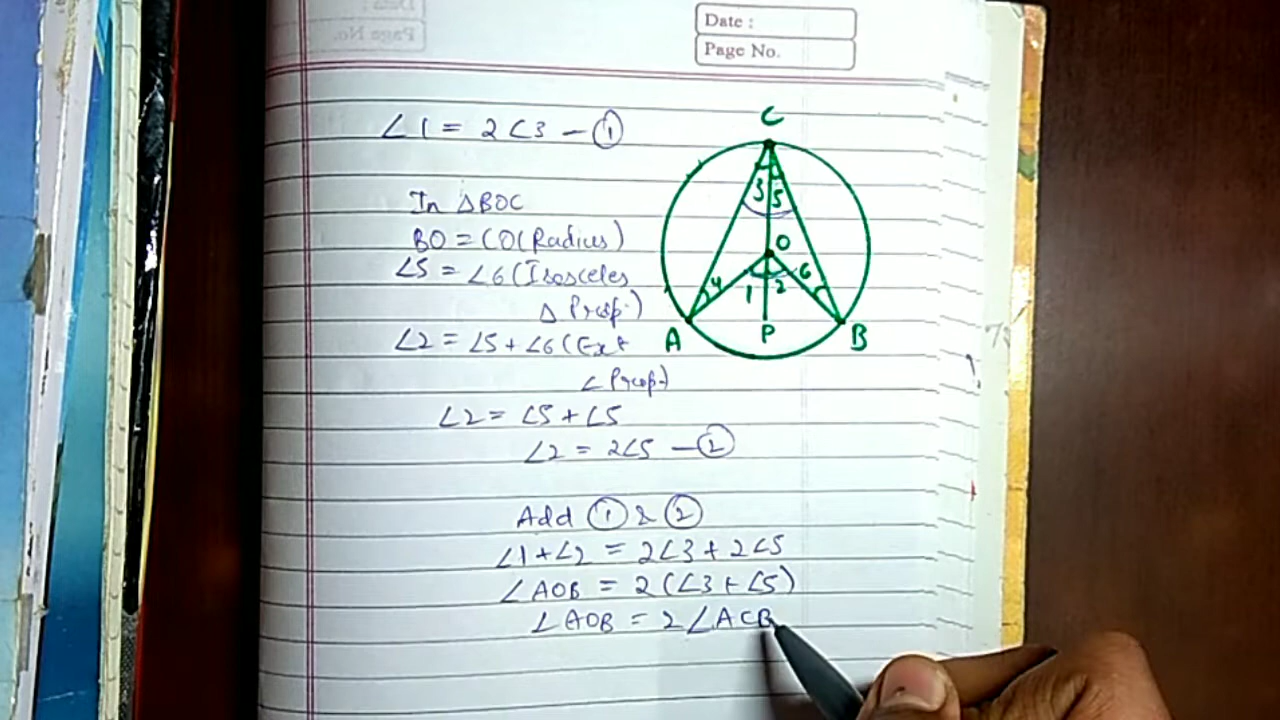 Date :
Page No.
∠1 = 2∠3 — ①
In △BOC
BO = CO (Radius)
∠5 = ∠6 (Isosceles
△ Prop.)
∠2 = ∠5 + ∠6 (Ext
∠ Prop.)
∠2 = ∠5 + ∠5
∠2 = 2∠5 — ②
Add ① & ②
∠1+∠2 = 2∠3 + 2∠5
∠AOB = 2(∠3 + ∠5)
∠AOB = 2∠ACB
C
3 5
O
4 1 2 6
A P B